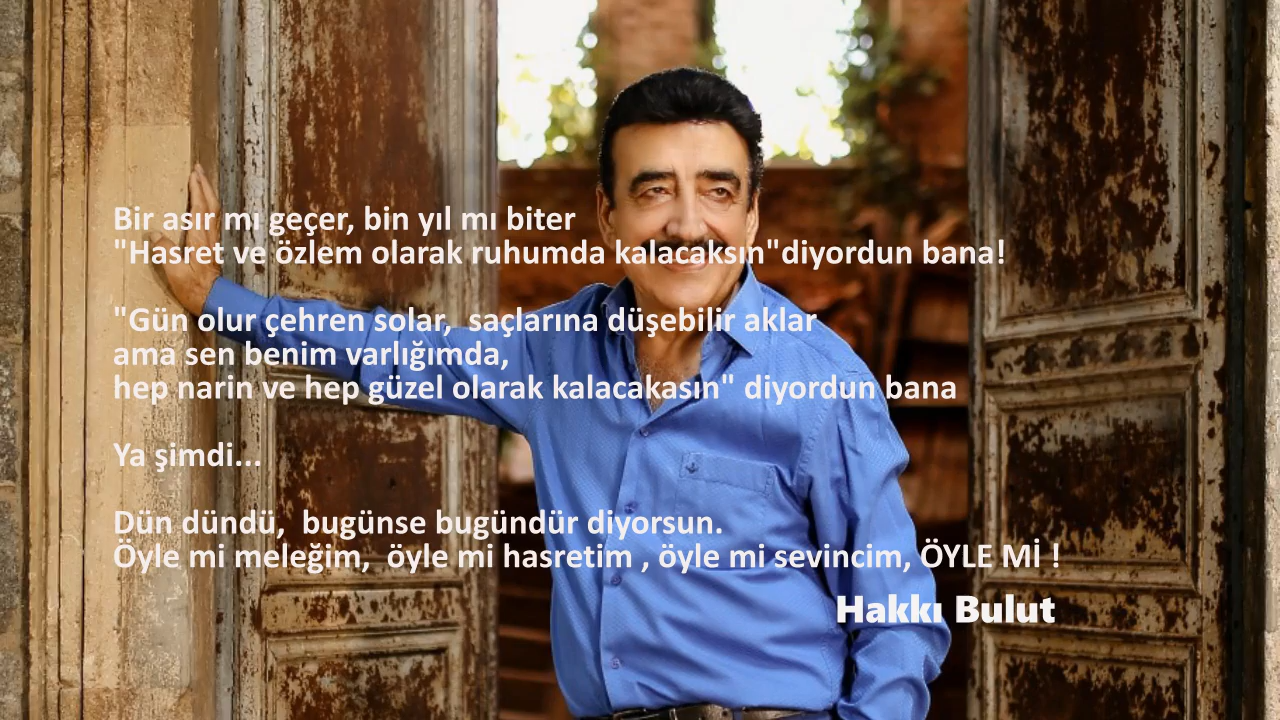 Bir asır mı geçer, bin yıl mı biter
"Hasret ve özlem olarak ruhumda kalacaksın"diyordun bana!
"Gün olur çehren solar, saçlarına düşebilir aklar
ama sen benim varlığımda,
hep narin ve hep güzel olarak kalacakasın" diyordun bana
Ya şimdi...
Dün dündü, bugünse bugündür diyorsun.
Öyle mi meleğim, öyle mi hasretim , öyle mi sevincim, ÖYLE Mİ !
Hakkı Bulut